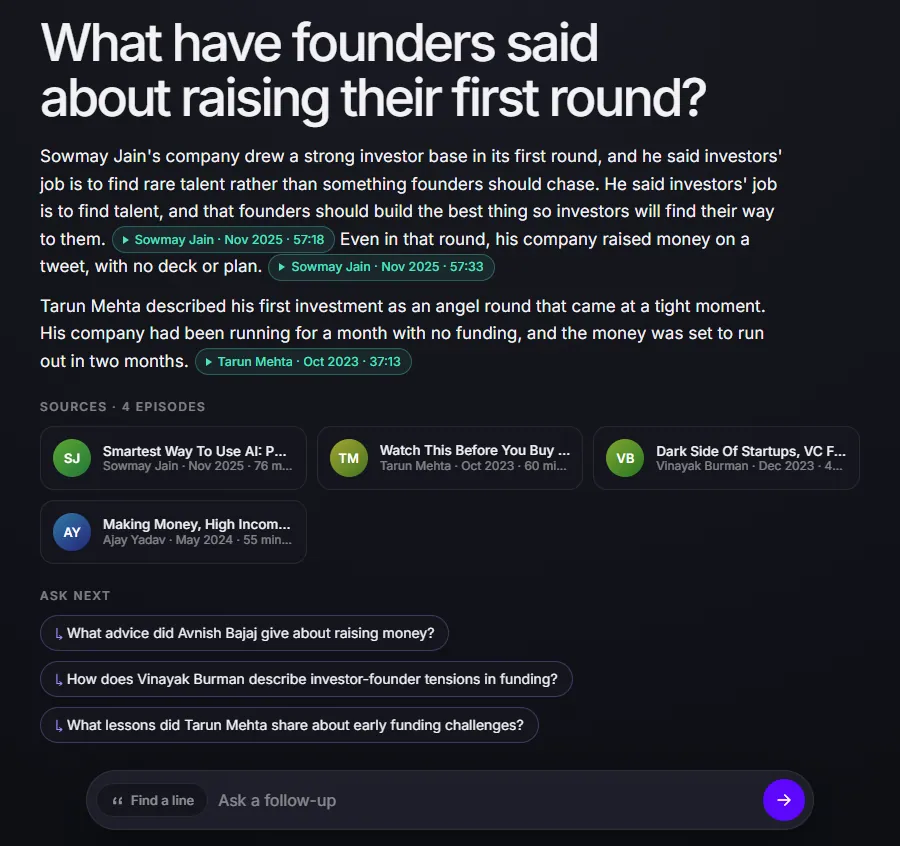 What have founders said
about raising their first round?
Sowmay Jain's company drew a strong investor base in its first round, and he said investors'
job is to find rare talent rather than something founders should chase. He said investors' job
is to find talent, and that founders should build the best thing so investors will find their way
to them. Sowmay Jain · Nov 2025 · 57:18 Even in that round, his company raised money on a
tweet, with no deck or plan. Sowmay Jain · Nov 2025 · 57:33
Tarun Mehta described his first investment as an angel round that came at a tight moment.
His company had been running for a month with no funding, and the money was set to run
out in two months. Tarun Mehta · Oct 2023 · 37:13
SOURCES · 4 EPISODES
SJ
Smartest Way To Use AI: P...
Sowmay Jain · Nov 2025 · 76 m...
TM
Watch This Before You Buy ...
Tarun Mehta · Oct 2023 · 60 mi...
VB
Dark Side Of Startups, VC F...
Vinayak Burman · Dec 2023 · 4...
AY
Making Money, High Incom...
Ajay Yadav · May 2024 · 55 min...
ASK NEXT
↳ What advice did Avnish Bajaj give about raising money?
↳ How does Vinayak Burman describe investor-founder tensions in funding?
↳ What lessons did Tarun Mehta share about early funding challenges?
“ Find a line Ask a follow-up